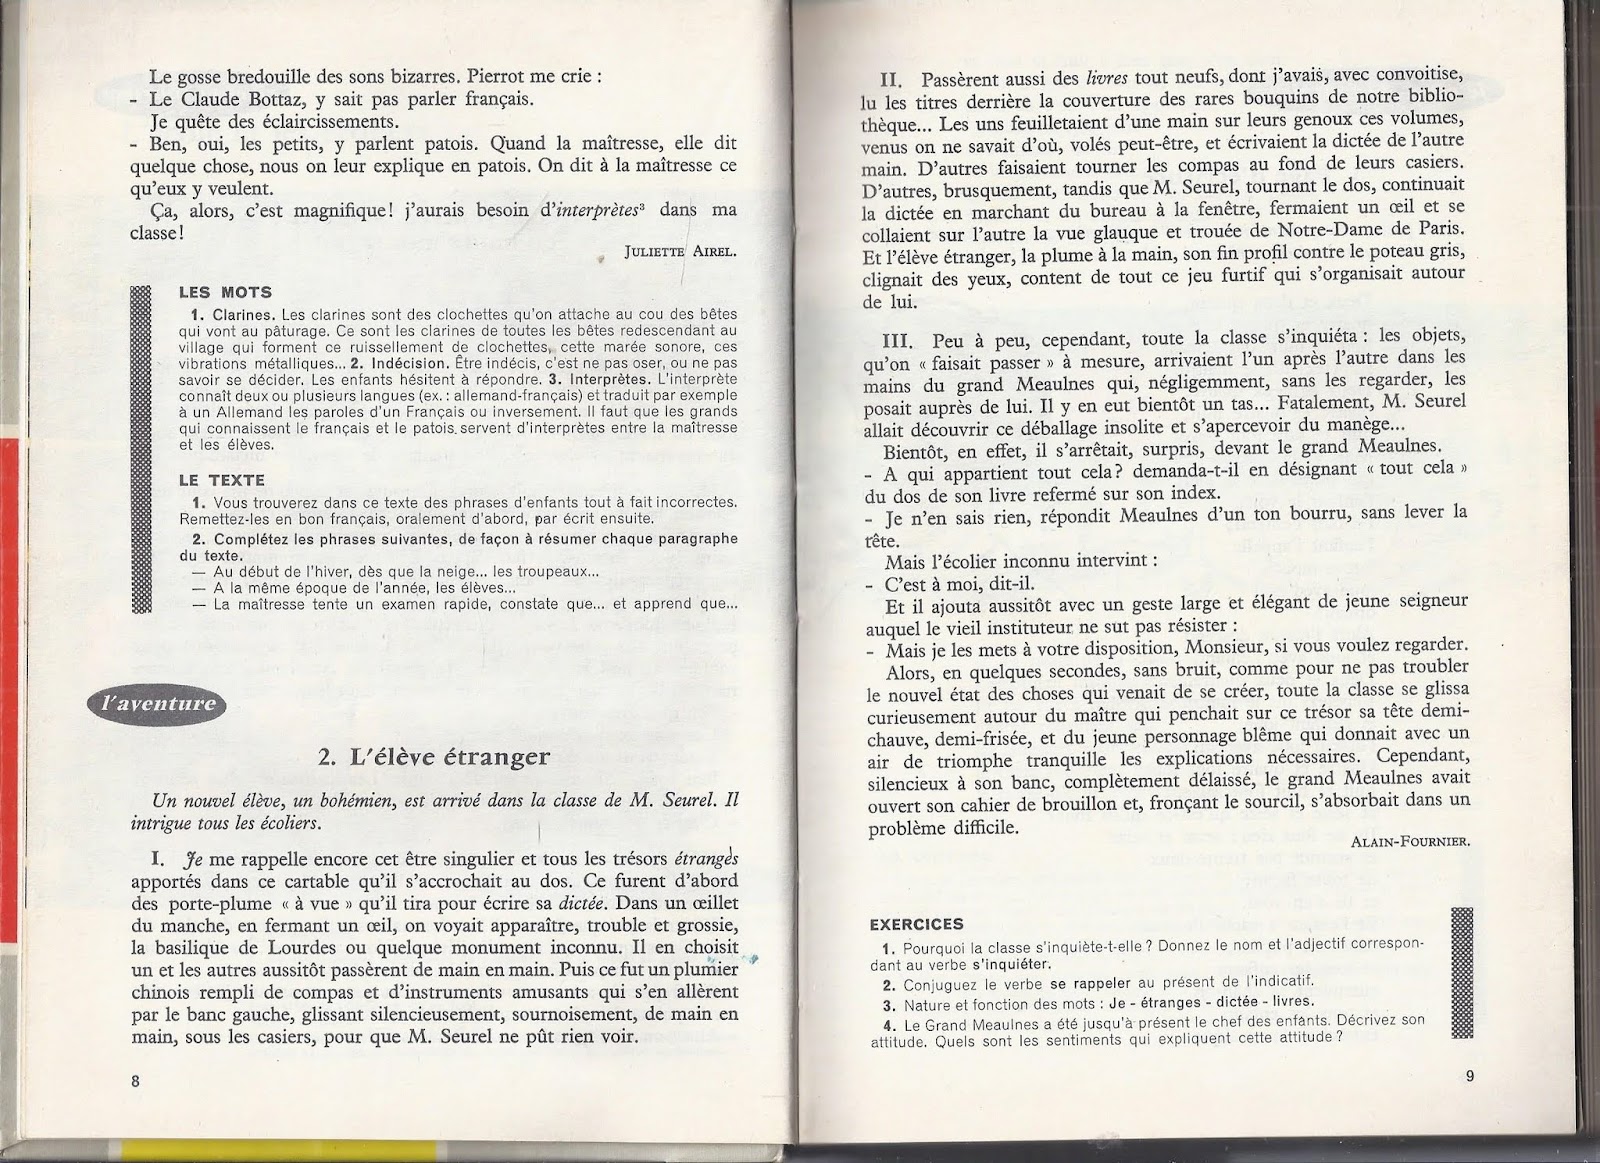 Le gosse bredouille des sons bizarres. Pierrot me crie :
- Le Claude Bottaz, y sait pas parler français.
Je quête des éclaircissements.
- Ben, oui, les petits, y parlent patois. Quand la maîtresse, elle dit
quelque chose, nous on leur explique en patois. On dit à la maîtresse ce
qu'eux y veulent.
Ça, alors, c'est magnifique! j'aurais besoin d'interprètes³ dans ma
classe!
JULIETTE AIREL.
LES MOTS
1. Clarines. Les clarines sont des clochettes qu'on attache au cou des bêtes
qui vont au pâturage. Ce sont les clarines de toutes les bêtes redescendant au
village qui forment ce ruissellement de clochettes, cette marée sonore, ces
vibrations métalliques... 2. Indécision. Être indécis, c'est ne pas oser, ou ne pas
savoir se décider. Les enfants hésitent à répondre. 3. Interprètes. L'interprète
connaît deux ou plusieurs langues (ex. : allemand-français) et traduit par exemple
à un Allemand les paroles d'un Français ou inversement. Il faut que les grands
qui connaissent le français et le patois servent d'interprètes entre la maîtresse
et les élèves.
LE TEXTE
1. Vous trouverez dans ce texte des phrases d'enfants tout à fait incorrectes.
Remettez-les en bon français, oralement d'abord, par écrit ensuite.
2. Complétez les phrases suivantes, de façon à résumer chaque paragraphe
du texte.
— Au début de l'hiver, dès que la neige... les troupeaux...
— A la même époque de l'année, les élèves...
— La maîtresse tente un examen rapide, constate que... et apprend que...
l'aventure
2. L'élève étranger
Un nouvel élève, un bohémien, est arrivé dans la classe de M. Seurel. Il
intrigue tous les écoliers.
I. Je me rappelle encore cet être singulier et tous les trésors étranges
apportés dans ce cartable qu'il s'accrochait au dos. Ce furent d'abord
des porte-plume « à vue » qu'il tira pour écrire sa dictée. Dans un œillet
du manche, en fermant un œil, on voyait apparaître, trouble et grossie,
la basilique de Lourdes ou quelque monument inconnu. Il en choisit
un et les autres aussitôt passèrent de main en main. Puis ce fut un plumier
chinois rempli de compas et d'instruments amusants qui s'en allèrent
par le banc gauche, glissant silencieusement, sournoisement, de main en
main, sous les casiers, pour que M. Seurel ne pût rien voir.
8
II. Passèrent aussi des livres tout neufs, dont j'avais, avec convoitise,
lu les titres derrière la couverture des rares bouquins de notre biblio-
thèque... Les uns feuilletaient d'une main sur leurs genoux ces volumes,
venus on ne savait d'où, volés peut-être, et écrivaient la dictée de l'autre
main. D'autres faisaient tourner les compas au fond de leurs casiers.
D'autres, brusquement, tandis que M. Seurel, tournant le dos, continuait
la dictée en marchant du bureau à la fenêtre, fermaient un œil et se
collaient sur l'autre la vue glauque et trouée de Notre-Dame de Paris.
Et l'élève étranger, la plume à la main, son fin profil contre le poteau gris,
clignait des yeux, content de tout ce jeu furtif qui s'organisait autour
de lui.
III. Peu à peu, cependant, toute la classe s'inquiéta : les objets,
qu'on « faisait passer » à mesure, arrivaient l'un après l'autre dans les
mains du grand Meaulnes qui, négligemment, sans les regarder, les
posait auprès de lui. Il y en eut bientôt un tas... Fatalement, M. Seurel
allait découvrir ce déballage insolite et s'apercevoir du manège...
Bientôt, en effet, il s'arrêtait, surpris, devant le grand Meaulnes.
- A qui appartient tout cela? demanda-t-il en désignant « tout cela »
du dos de son livre refermé sur son index.
- Je n'en sais rien, répondit Meaulnes d'un ton bourru, sans lever la
tête.
Mais l'écolier inconnu intervint :
- C'est à moi, dit-il.
Et il ajouta aussitôt avec un geste large et élégant de jeune seigneur
auquel le vieil instituteur ne sut pas résister :
- Mais je les mets à votre disposition, Monsieur, si vous voulez regarder.
Alors, en quelques secondes, sans bruit, comme pour ne pas troubler
le nouvel état des choses qui venait de se créer, toute la classe se glissa
curieusement autour du maître qui penchait sur ce trésor sa tête demi-
chauve, demi-frisée, et du jeune personnage blême qui donnait avec un
air de triomphe tranquille les explications nécessaires. Cependant,
silencieux à son banc, complètement délaissé, le grand Meaulnes avait
ouvert son cahier de brouillon et, fronçant le sourcil, s'absorbait dans un
problème difficile.
ALAIN-FOURNIER.
EXERCICES
1. Pourquoi la classe s'inquiète-t-elle ? Donnez le nom et l'adjectif correspon-
dant au verbe s'inquiéter.
2. Conjuguez le verbe se rappeler au présent de l'indicatif.
3. Nature et fonction des mots : Je - étranges - dictée - livres.
4. Le Grand Meaulnes a été jusqu'à présent le chef des enfants. Décrivez son
attitude. Quels sont les sentiments qui expliquent cette attitude ?
9